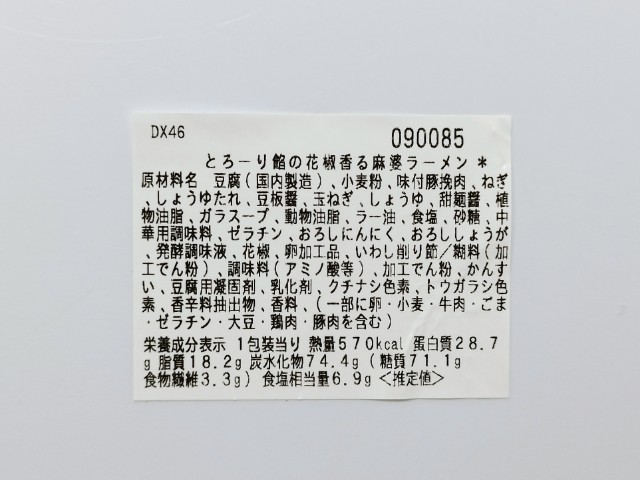 DX46
090085
とろーり餡の花椒香る麻婆ラーメン＊
原材料名 豆腐(国内製造)、小麦粉、味付豚挽肉、ねぎ
、しょうゆたれ、豆板醤、玉ねぎ、しょうゆ、甜麺醤、植
物油脂、ガラスープ、動物油脂、ラー油、食塩、砂糖、中
華用調味料、ゼラチン、おろしにんにく、おろししょうが
、発酵調味液、花椒、卵加工品、いわし削り節／糊料(加
工でん粉)、調味料(アミノ酸等)、加工でん粉、かんす
い、豆腐用凝固剤、乳化剤、クチナシ色素、トウガラシ色
素、香辛料抽出物、香料、(一部に卵・小麦・牛肉・ごま
・ゼラチン・大豆・鶏肉・豚肉を含む)
栄養成分表示 1包装当り 熱量570kcal 蛋白質28.7
g 脂質18.2g 炭水化物74.4g(糖質71.1g
食物繊維3.3g) 食塩相当量6.9g <推定値>